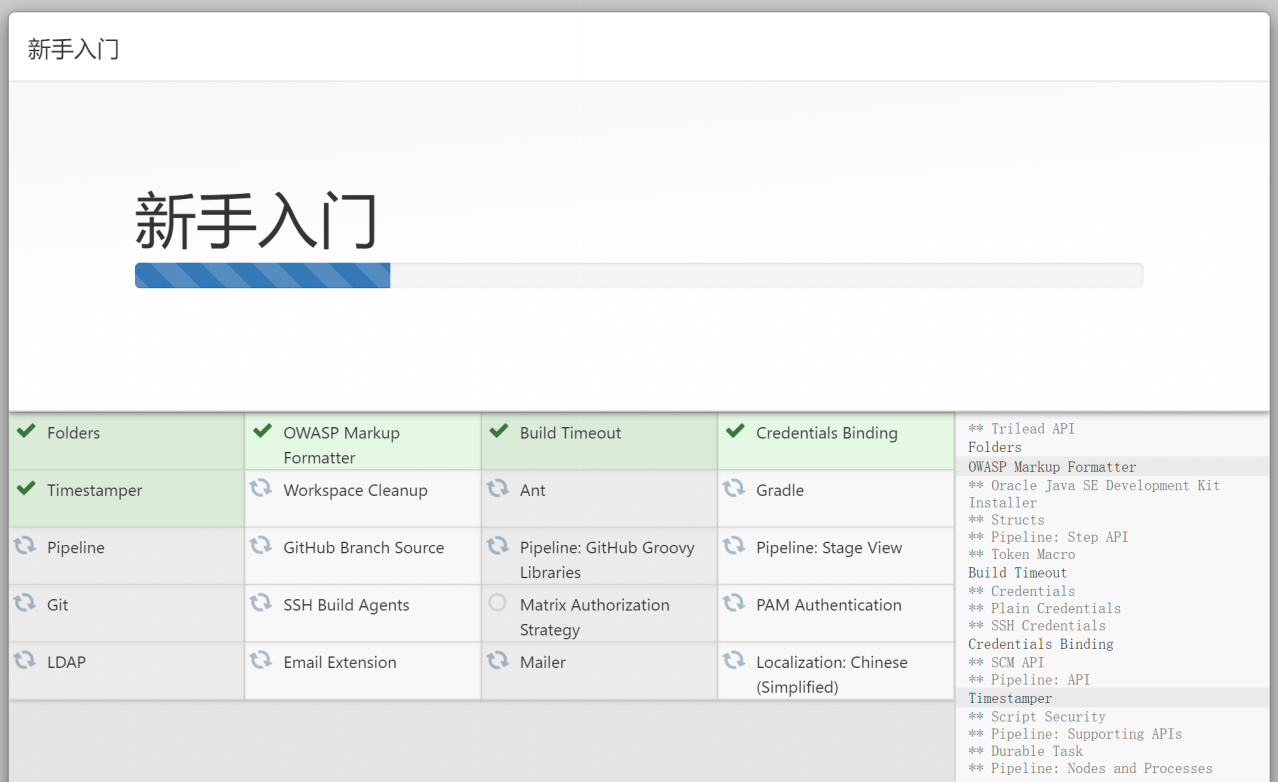 新手入门
新手入门
Folders
OWASP Markup
Formatter
Build Timeout
Credentials Binding
Timestamper
Workspace Cleanup
Ant
Gradle
Pipeline
GitHub Branch Source
Pipeline: GitHub Groovy
Libraries
Pipeline: Stage View
Git
SSH Build Agents
Matrix Authorization
Strategy
PAM Authentication
LDAP
Email Extension
Mailer
Localization: Chinese
(Simplified)
** Trilead API
Folders
OWASP Markup Formatter
** Oracle Java SE Development Kit
Installer
** Structs
** Pipeline: Step API
** Token Macro
Build Timeout
** Credentials
** Plain Credentials
** SSH Credentials
Credentials Binding
** SCM API
** Pipeline: API
Timestamper
** Script Security
** Pipeline: Supporting APIs
** Durable Task
** Pipeline: Nodes and Processes